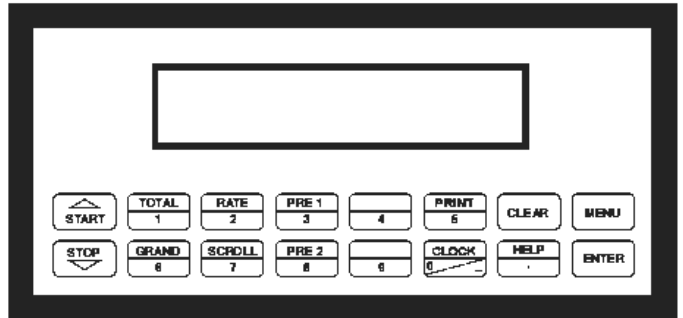 START TOTAL 1 RATE 2 PRE 1 3 4 PRINT 5 CLEAR MENU
STOP GRAND 6 SCROLL 7 PRE 2 8 9 CLOCK 0 – HELP . ENTER